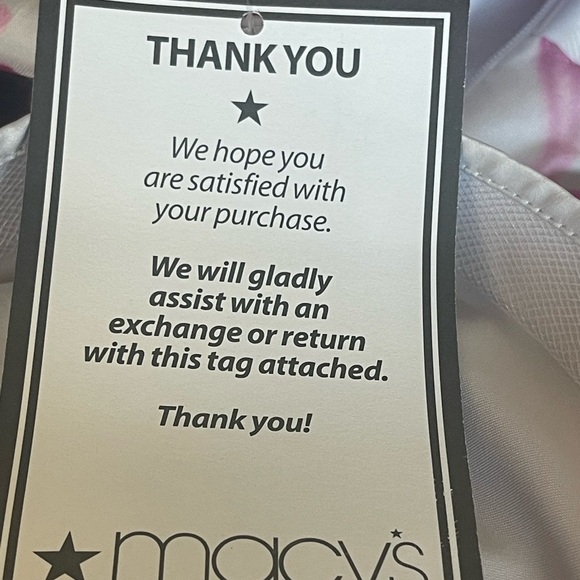 THANK YOU
We hope you
are satisfied with
your purchase.
We will gladly
assist with an
exchange or return
with this tag attached.
Thank you!
macy's